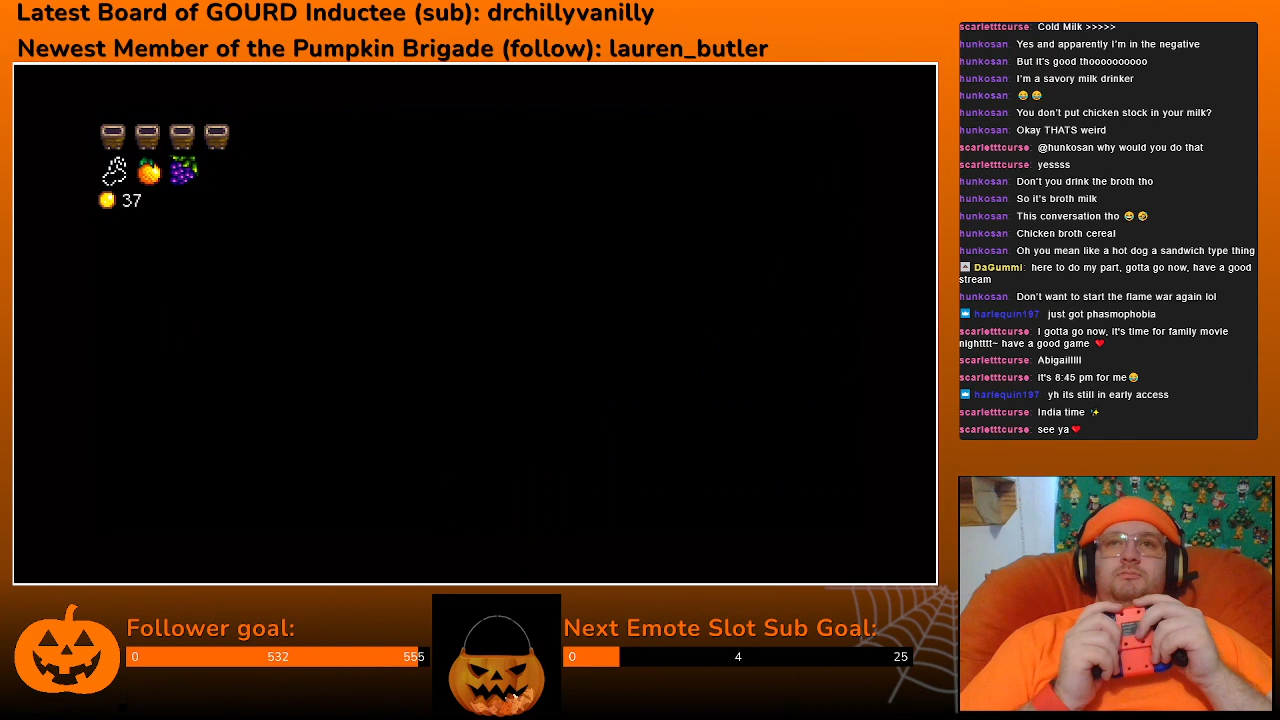 Latest Board of GOURD Inductee (sub): drchillyvanilly
Newest Member of the Pumpkin Brigade (follow): lauren_butler
37
scarletttcurse: Cold Milk >>>>>
hunkosan: Yes and apparently I'm in the negative
hunkosan: But it's good thoooooooooo
hunkosan: I'm a savory milk drinker
hunkosan: 😂 😂
hunkosan: You don't put chicken stock in your milk?
hunkosan: Okay THATS weird
scarletttcurse: @hunkosan why would you do that
scarletttcurse: yessss
hunkosan: Don't you drink the broth tho
hunkosan: So it's broth milk
hunkosan: This conversation tho 😂 🤣
hunkosan: Chicken broth cereal
hunkosan: Oh you mean like a hot dog a sandwich type thing
DaGummi: here to do my part, gotta go now, have a good
stream
hunkosan: Don't want to start the flame war again lol
harlequin197 just got phasmophobia
scarletttcurse: I gotta go now, It's time for family movie
nightttt~ have a good game ❤️
scarletttcurse: Abigailllll
scarletttcurse: It's 8:45 pm for me😂
harlequin197 yh its still in early access
scarletttcurse: India time ✨
scarletttcurse: see ya❤️
Follower goal:
0 532 555
Next Emote Slot Sub Goal:
0 4 25